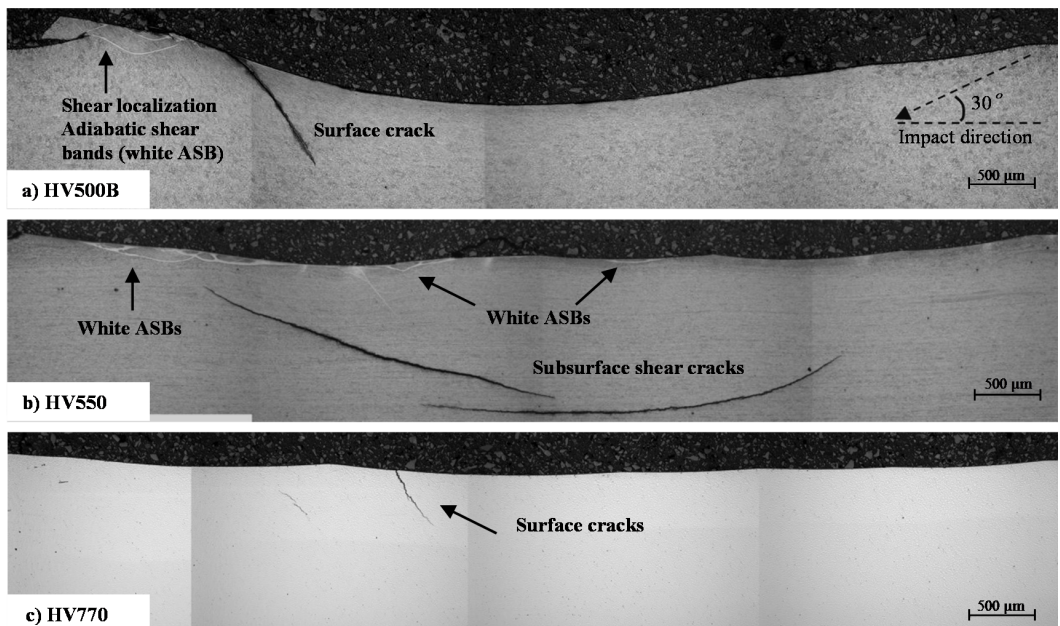 Shear localization
Adiabatic shear
bands (white ASB)
Surface crack
30°
Impact direction
500 µm
a) HV500B
White ASBs
White ASBs
Subsurface shear cracks
500 µm
b) HV550
Surface cracks
500 µm
c) HV770